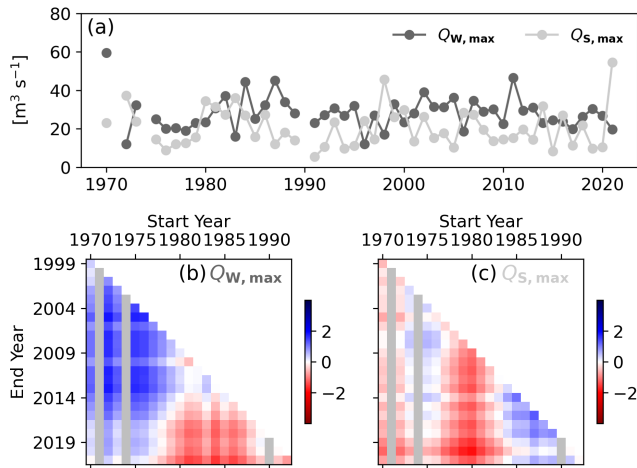 (a)
[m³ s⁻¹]
80
60
40
20
0
Q_W,max
Q_S,max
1970 1980 1990 2000 2010 2020
Start Year
1970 1975 1980 1985 1990
Start Year
1970 1975 1980 1985 1990
End Year
1999
2004
2009
2014
2019
(b) Q_W,max
2
0
−2
(c) Q_S,max
2
0
−2